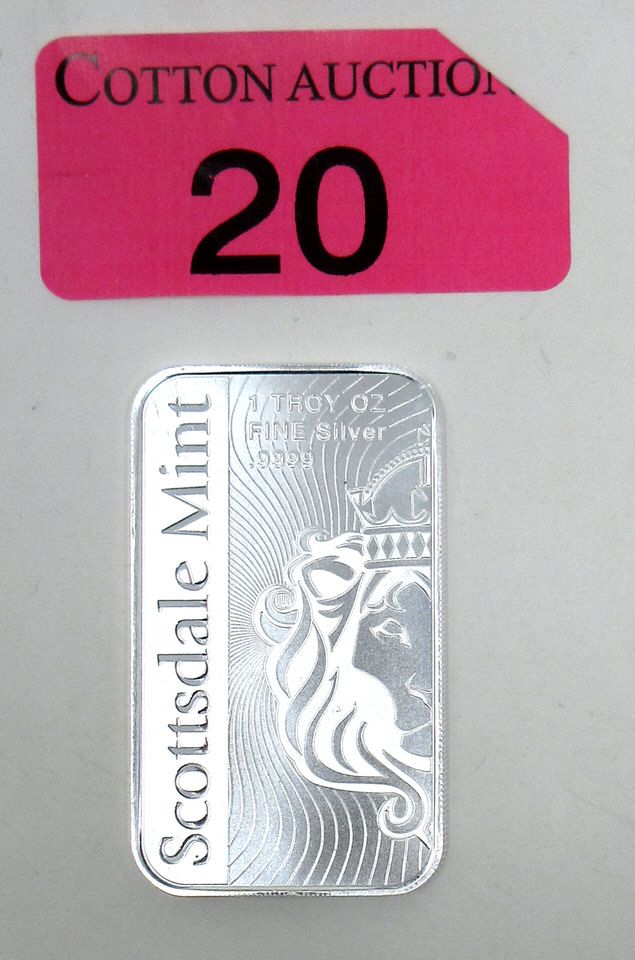 COTTON AUCTION
20
1 TROY OZ
FINE Silver
.9999
Scottsdale Mint